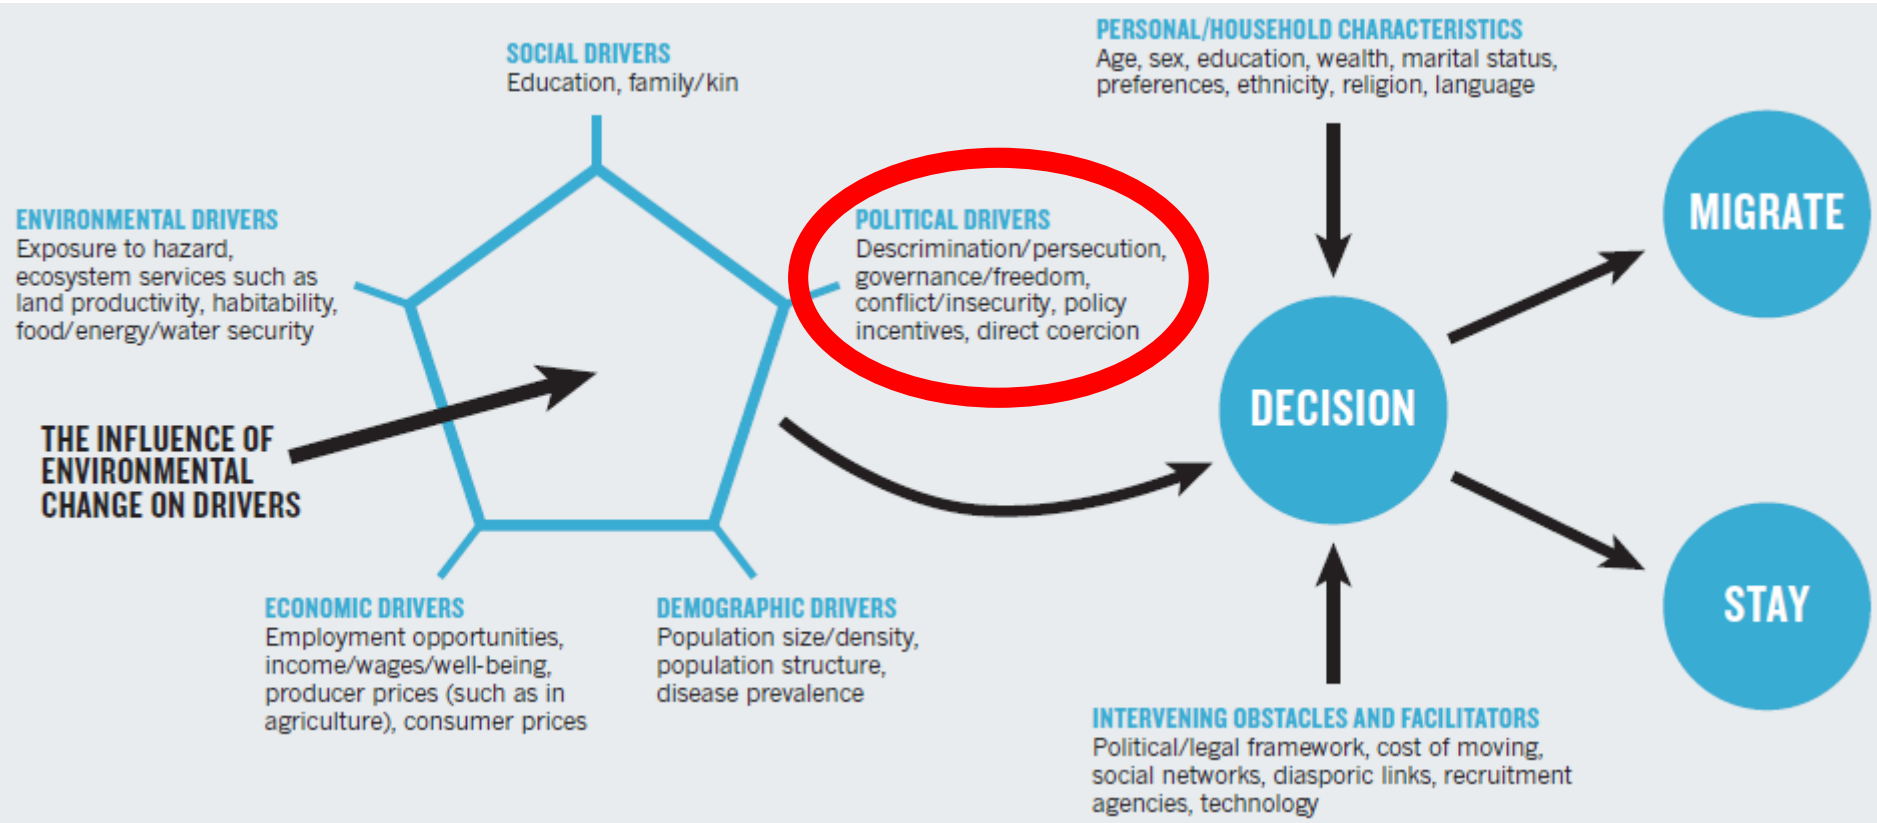 SOCIAL DRIVERS
Education, family/kin
ENVIRONMENTAL DRIVERS
Exposure to hazard,
ecosystem services such as
land productivity, habitability,
food/energy/water security
POLITICAL DRIVERS
Descrimination/persecution,
governance/freedom,
conflict/insecurity, policy
incentives, direct coercion
THE INFLUENCE OF
ENVIRONMENTAL
CHANGE ON DRIVERS
ECONOMIC DRIVERS
Employment opportunities,
income/wages/well-being,
producer prices (such as in
agriculture), consumer prices
DEMOGRAPHIC DRIVERS
Population size/density,
population structure,
disease prevalence
PERSONAL/HOUSEHOLD CHARACTERISTICS
Age, sex, education, wealth, marital status,
preferences, ethnicity, religion, language
DECISION
INTERVENING OBSTACLES AND FACILITATORS
Political/legal framework, cost of moving,
social networks, diasporic links, recruitment
agencies, technology
MIGRATE
STAY